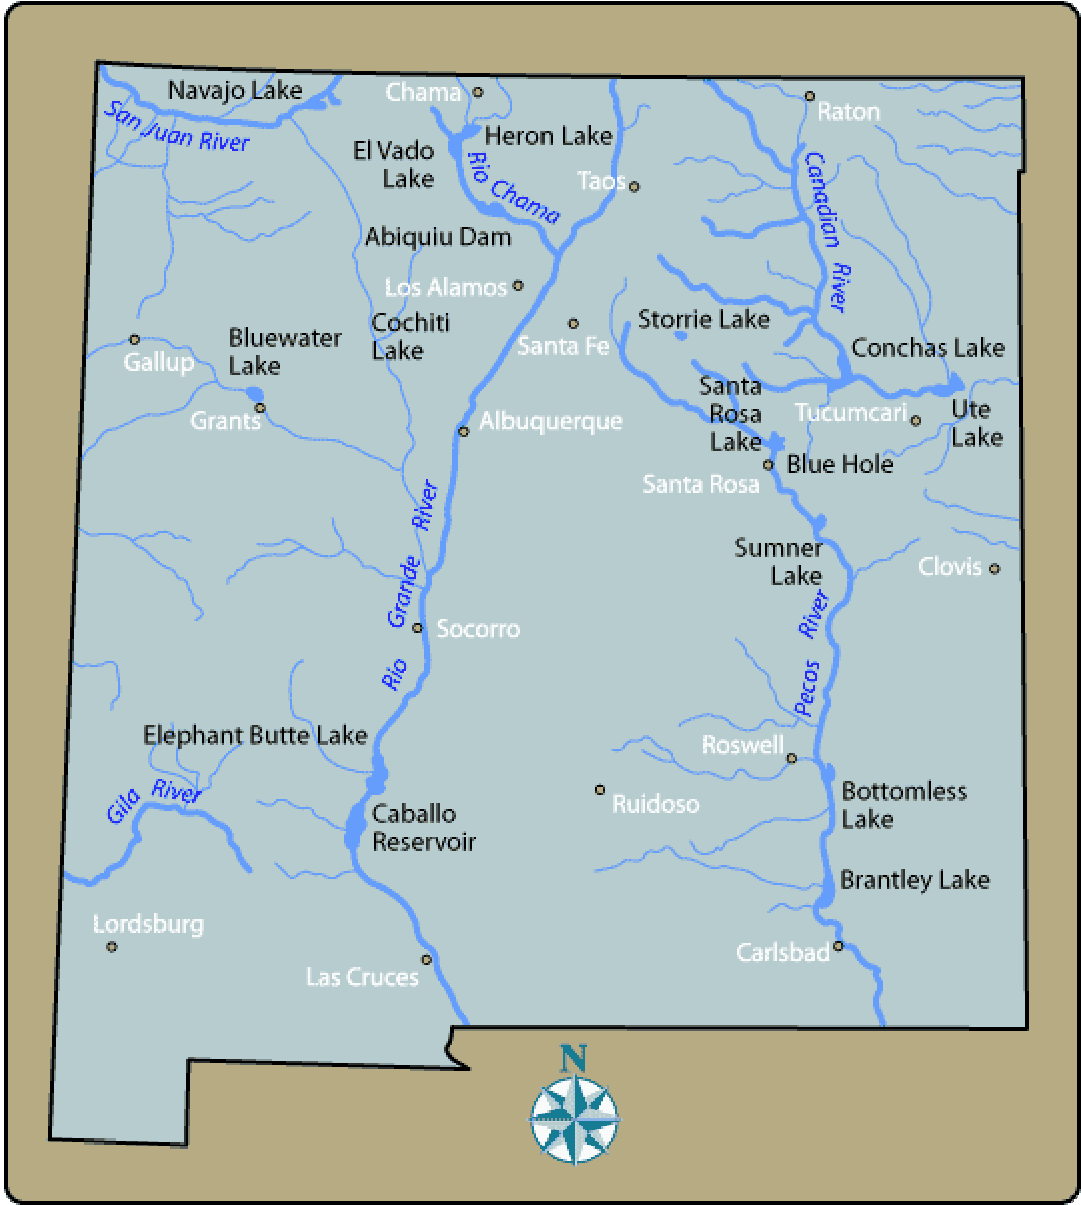 Navajo Lake
San Juan River
Chama
Heron Lake
Raton
El Vado
Lake
Rio Chama
Taos
Canadian River
Abiquiu Dam
Los Alamos
Cochiti
Lake
Santa Fe
Storrie Lake
Bluewater
Lake
Gallup
Grants
Conchas Lake
Santa
Rosa
Lake
Tucumcari
Ute
Lake
Albuquerque
Blue Hole
Santa Rosa
Sumner
Lake
Clovis
Rio Grande River
Socorro
Pecos River
Elephant Butte Lake
Roswell
Gila River
Caballo
Reservoir
Ruidoso
Bottomless
Lake
Brantley Lake
Lordsburg
Las Cruces
Carlsbad
N